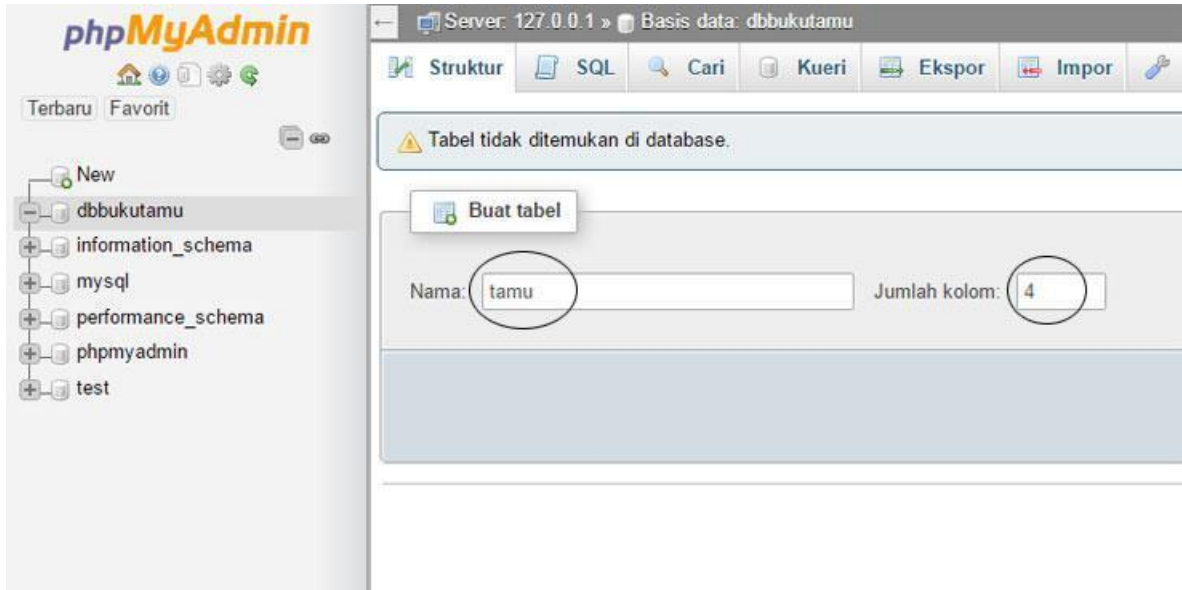 phpMyAdmin
Terbaru Favorit
New
dbbukutamu
information_schema
mysql
performance_schema
phpmyadmin
test
Server: 127.0.0.1 » Basis data: dbbukutamu
Struktur SQL Cari Kueri Ekspor Impor
Tabel tidak ditemukan di database.
Buat tabel
Nama: tamu Jumlah kolom: 4